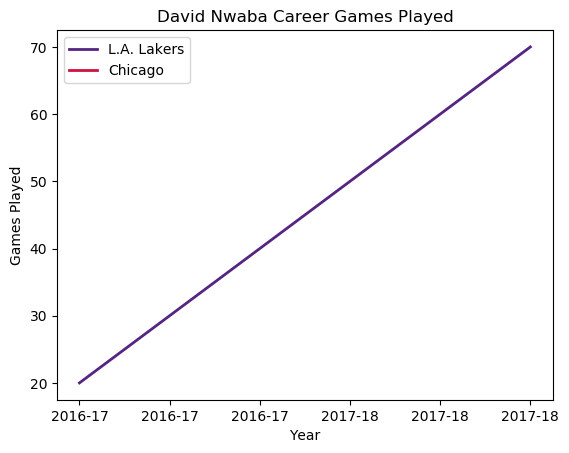 David Nwaba Career Games Played
L.A. Lakers
Chicago
Games Played
70
60
50
40
30
20
2016-17 2016-17 2016-17 2017-18 2017-18 2017-18
Year